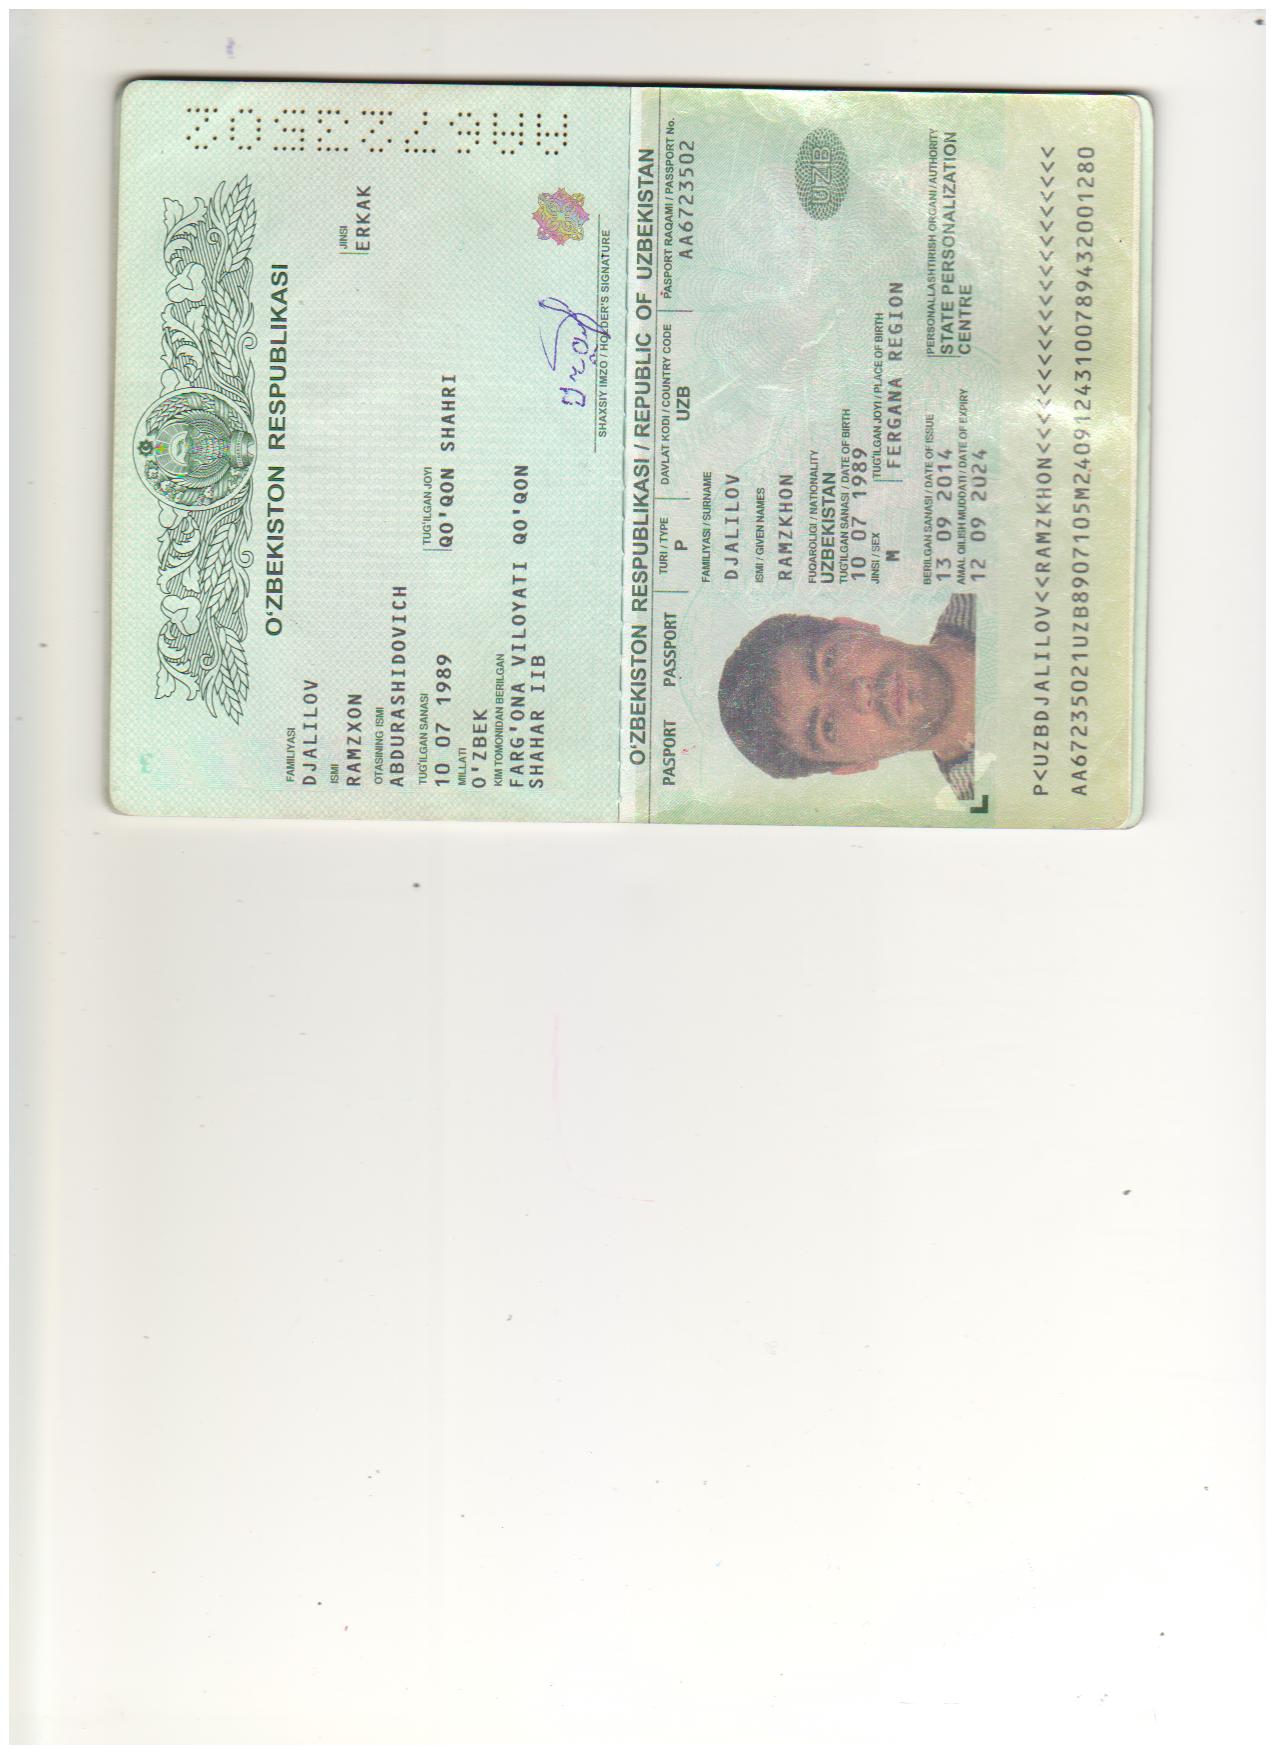 O‘ZBEKISTON RESPUBLIKASI
FAMILIYASI
DJALILOV
ISMI
RAMZXON
JINSI
ERKAK
OTASINING ISMI
ABDURASHIDOVICH
TUG‘ILGAN SANASI
10 07 1989
TUG‘ILGAN JOYI
QO'QON SHAHRI
MILLATI
O'ZBEK
KIM TOMONIDAN BERILGAN
FARG'ONA VILOYATI QO'QON
SHAHAR IIB
SHAXSIY IMZO / HOLDER'S SIGNATURE
O‘ZBEKISTON RESPUBLIKASI / REPUBLIC OF UZBEKISTAN
PASPORT PASSPORT
TURI / TYPE
P
DAVLAT KODI / COUNTRY CODE
UZB
PASPORT RAQAMI / PASSPORT No.
AA6723502
FAMILIYASI / SURNAME
DJALILOV
ISMI / GIVEN NAMES
RAMZKHON
UZB
FUQAROLIGI / NATIONALITY
UZBEKISTAN
TUG‘ILGAN SANASI / DATE OF BIRTH
10 07 1989
JINSI / SEX
M
TUG‘ILGAN JOYI / PLACE OF BIRTH
FERGANA REGION
BERILGAN SANASI / DATE OF ISSUE
13 09 2014
PERSONALLASHTIRISH ORGANI / AUTHORITY
STATE PERSONALIZATION
CENTRE
AMAL QILISH MUDDATI / DATE OF EXPIRY
12 09 2024
P<UZBDJALILOV<<RAMZKHON<<<<<<<<<<<<<<<<<<<<<
AA67235021UZB8907105M24091243100789432001280